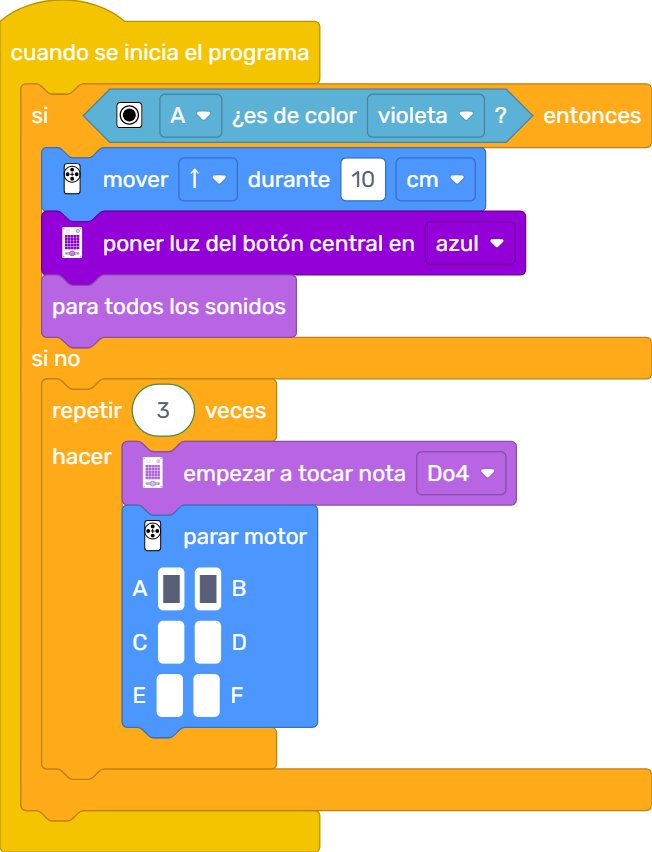 cuando se inicia el programa
si A ¿es de color violeta ? entonces
mover ↑ durante 10 cm
poner luz del botón central en azul
para todos los sonidos
si no
repetir 3 veces
hacer
empezar a tocar nota Do4
parar motor
A B
C D
E F